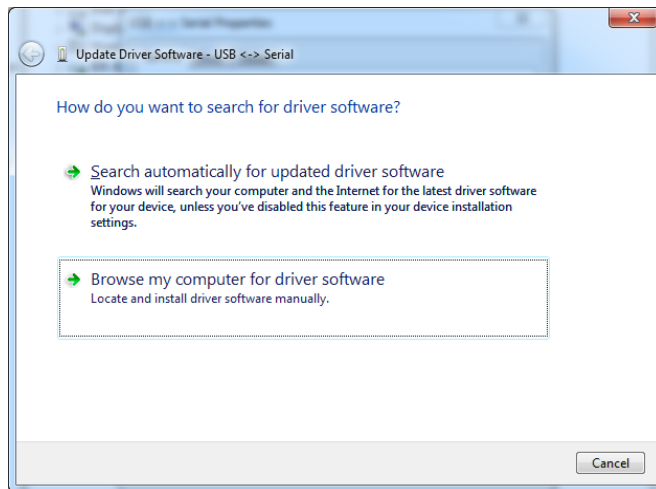 USB <-> Serial Properties
Update Driver Software - USB <-> Serial
How do you want to search for driver software?
Search automatically for updated driver software
Windows will search your computer and the Internet for the latest driver software
for your device, unless you've disabled this feature in your device installation
settings.
Browse my computer for driver software
Locate and install driver software manually.
Cancel